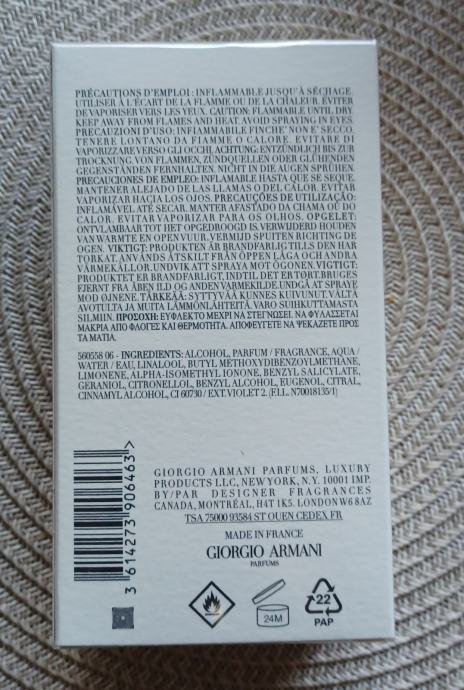 PRÉCAUTIONS D'EMPLOI : INFLAMMABLE JUSQU'À SÉCHAGE.
UTILISER À L'ÉCART DE LA FLAMME OU DE LA CHALEUR. ÉVITER
DE VAPORISER VERS LES YEUX. CAUTION: FLAMMABLE UNTIL DRY.
KEEP AWAY FROM FLAMES AND HEAT. AVOID SPRAYING IN EYES.
PRECAUZIONI D'USO: INFIAMMABILE FINCHE' NON E' SECCO.
TENERE LONTANO DA FIAMME O CALORE. EVITARE DI
VAPORIZZARE VERSO GLI OCCHI. ACHTUNG: ENTZÜNDLICH BIS ZUR
TROCKNUNG. VON FLAMMEN, ZÜNDQUELLEN ODER GLÜHENDEN
GEGENSTÄNDEN FERNHALTEN. NICHT IN DIE AUGEN SPRÜHEN.
PRECAUCIONES DE EMPLEO: INFLAMABLE HASTA QUE SE SEQUE.
MANTENER ALEJADO DE LAS LLAMAS O DEL CALOR. EVITAR
VAPORIZAR HACIA LOS OJOS. PRECAUÇÕES DE UTILIZAÇÃO:
INFLAMÁVEL ATÉ SECAR. MANTER AFASTADO DA CHAMA OU DO
CALOR. EVITAR VAPORIZAR PARA OS OLHOS. OPGELET:
ONTVLAMBAAR TOT HET OPGEDROOGD IS. VERWIJDERD HOUDEN
VAN WARMTE EN OPEN VUUR. VERMIJD SPUITEN RICHTING DE
OGEN. VIKTIGT: PRODUKTEN ÄR BRANDFARLIG TILLS DEN HAR
TORKAT. ANVÄNDS ÅTSKILT FRÅN ÖPPEN LÅGA OCH ANDRA
VÄRMEKÄLLOR. UNDVIK ATT SPRAYA MOT ÖGONEN. VIGTIGT:
PRODUKTET ER BRANDFARLIGT, INDTIL DET ER TØRT. BRUGES
FJERNT FRA ÅBEN ILD OG ANDEN VARMEKILDE. UNDGÅ AT SPRAYE
MOD ØJNENE. TÄRKEÄÄ: SYTTYVÄÄ KUNNES KUIVUNUT. VÄLTÄ
AVOTULTA JA MUITA LÄMMÖNLÄHTEITÄ. VARO SUIHKUTTAMASTA
SILMIIN. ΠΡΟΣΟΧΗ: ΕΥΦΛΕΚΤΟ ΜΕΧΡΙ ΝΑ ΣΤΕΓΝΩΣΕΙ. ΝΑ ΦΥΛΑΣΣΕΤΑΙ
ΜΑΚΡΙΑ ΑΠΟ ΦΛΟΓΕΣ ΚΑΙ ΘΕΡΜΟΤΗΤΑ. ΑΠΟΦΕΥΓΕΤΕ ΝΑ ΨΕΚΑΖΕΤΕ ΠΡΟΣ
ΤΑ ΜΑΤΙΑ.
560558 06 - INGREDIENTS: ALCOHOL, PARFUM / FRAGRANCE, AQUA /
WATER / EAU, LINALOOL, BUTYL METHOXYDIBENZOYLMETHANE,
LIMONENE, ALPHA-ISOMETHYL IONONE, BENZYL SALICYLATE,
GERANIOL, CITRONELLOL, BENZYL ALCOHOL, EUGENOL, CITRAL,
CINNAMYL ALCOHOL, CI 60730 / EXT. VIOLET 2. (F.I.L. N70018135/1)
GIORGIO ARMANI PARFUMS, LUXURY
PRODUCTS LLC, NEW YORK, N.Y. 10001 IMP.
BY/PAR DESIGNER FRAGRANCES
CANADA, MONTRÉAL, H4T 1K5. LONDON W6 8AZ
TSA 75000 93584 ST OUEN CEDEX FR
MADE IN FRANCE
GIORGIO ARMANI
PARFUMS
3 614273 906463 >
24M
22
PAP